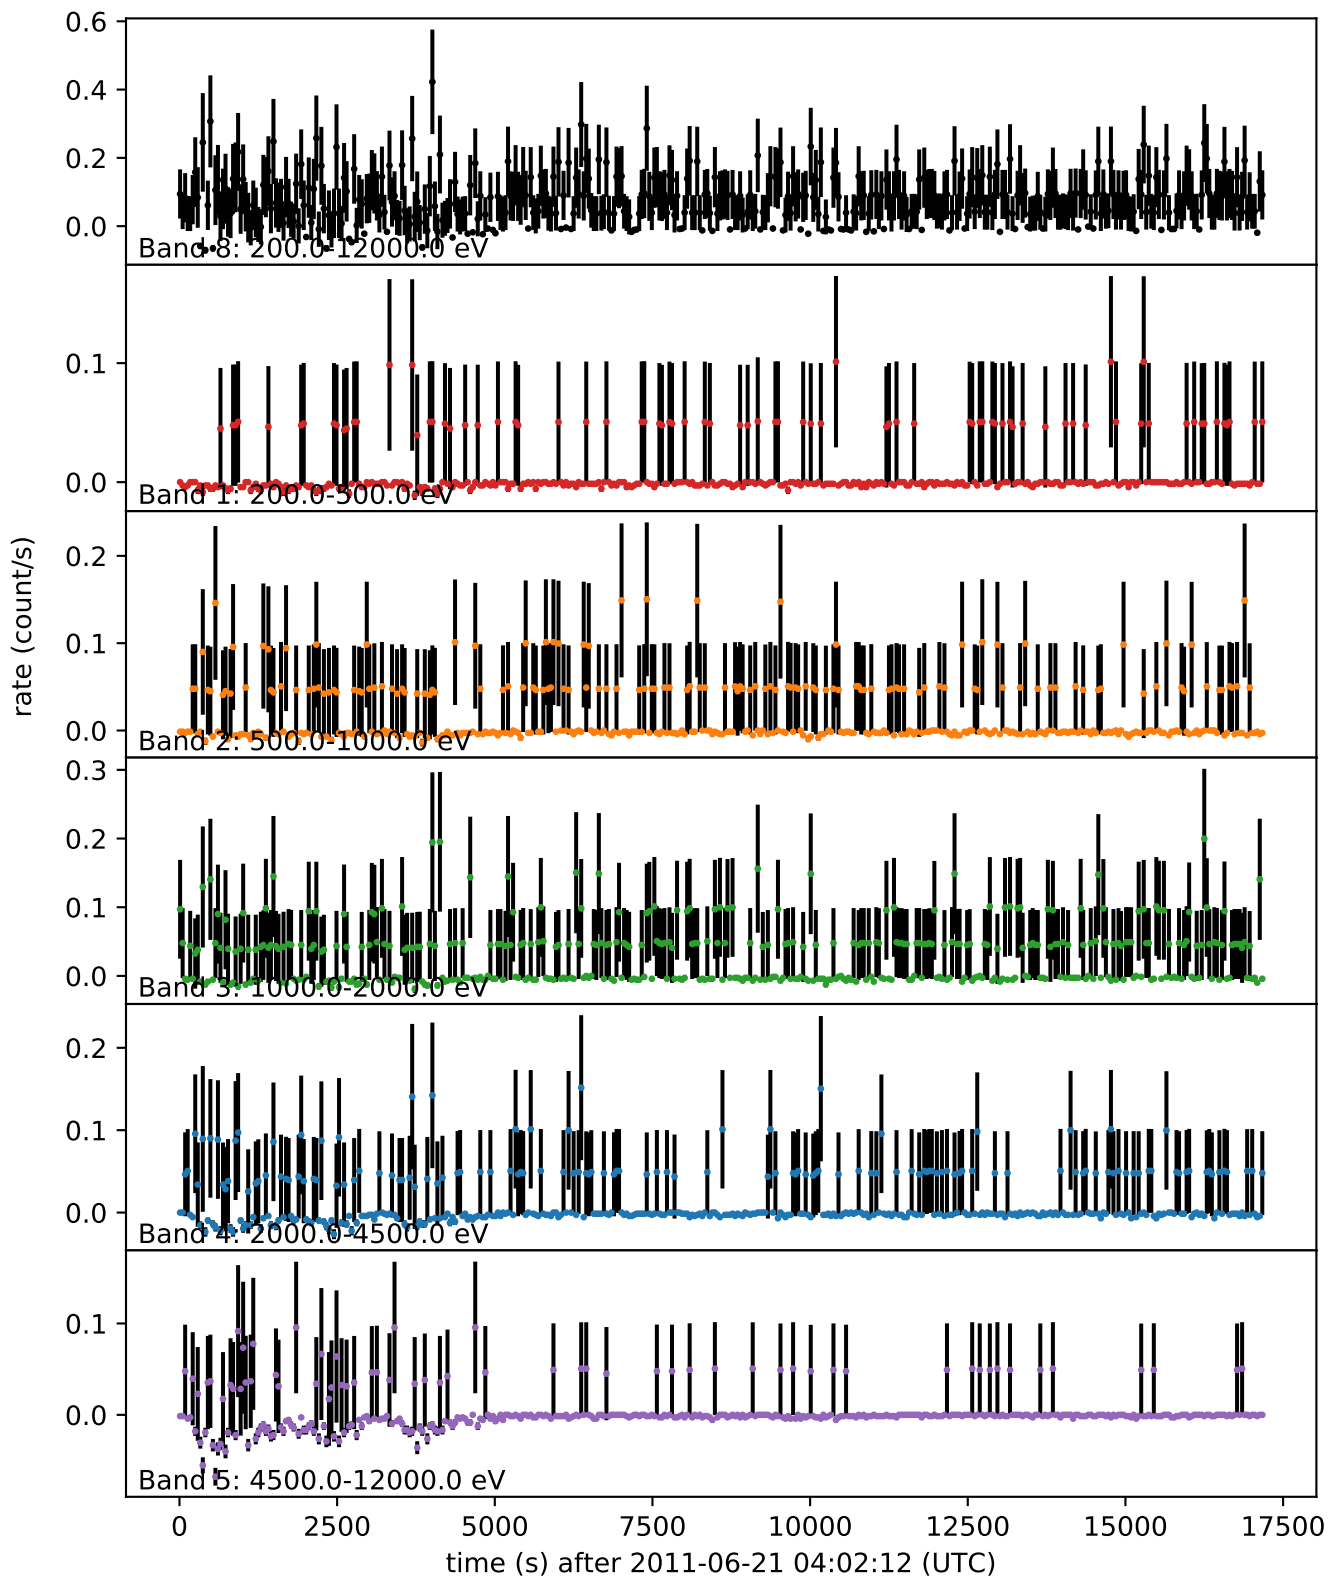 0.6
0.4
0.2
0.0
Band 8: 200.0-12000.0 eV
0.1
0.0
Band 1: 200.0-500.0 eV
rate (count/s)
0.2
0.1
0.0
Band 2: 500.0-1000.0 eV
0.3
0.2
0.1
0.0
Band 3: 1000.0-2000.0 eV
0.2
0.1
0.0
Band 4: 2000.0-4500.0 eV
0.1
0.0
Band 5: 4500.0-12000.0 eV
0 2500 5000 7500 10000 12500 15000 17500
time (s) after 2011-06-21 04:02:12 (UTC)